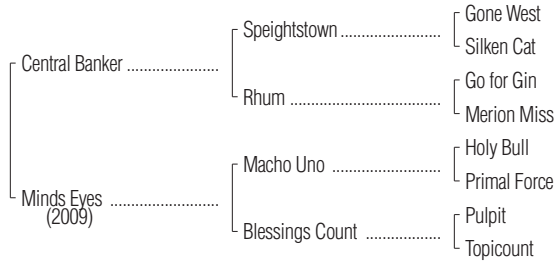 Gone West
Speightstown
Silken Cat
Central Banker
Go for Gin
Rhum
Merion Miss
Holy Bull
Macho Uno
Primal Force
Minds Eyes
(2009)
Pulpit
Blessings Count
Topicount